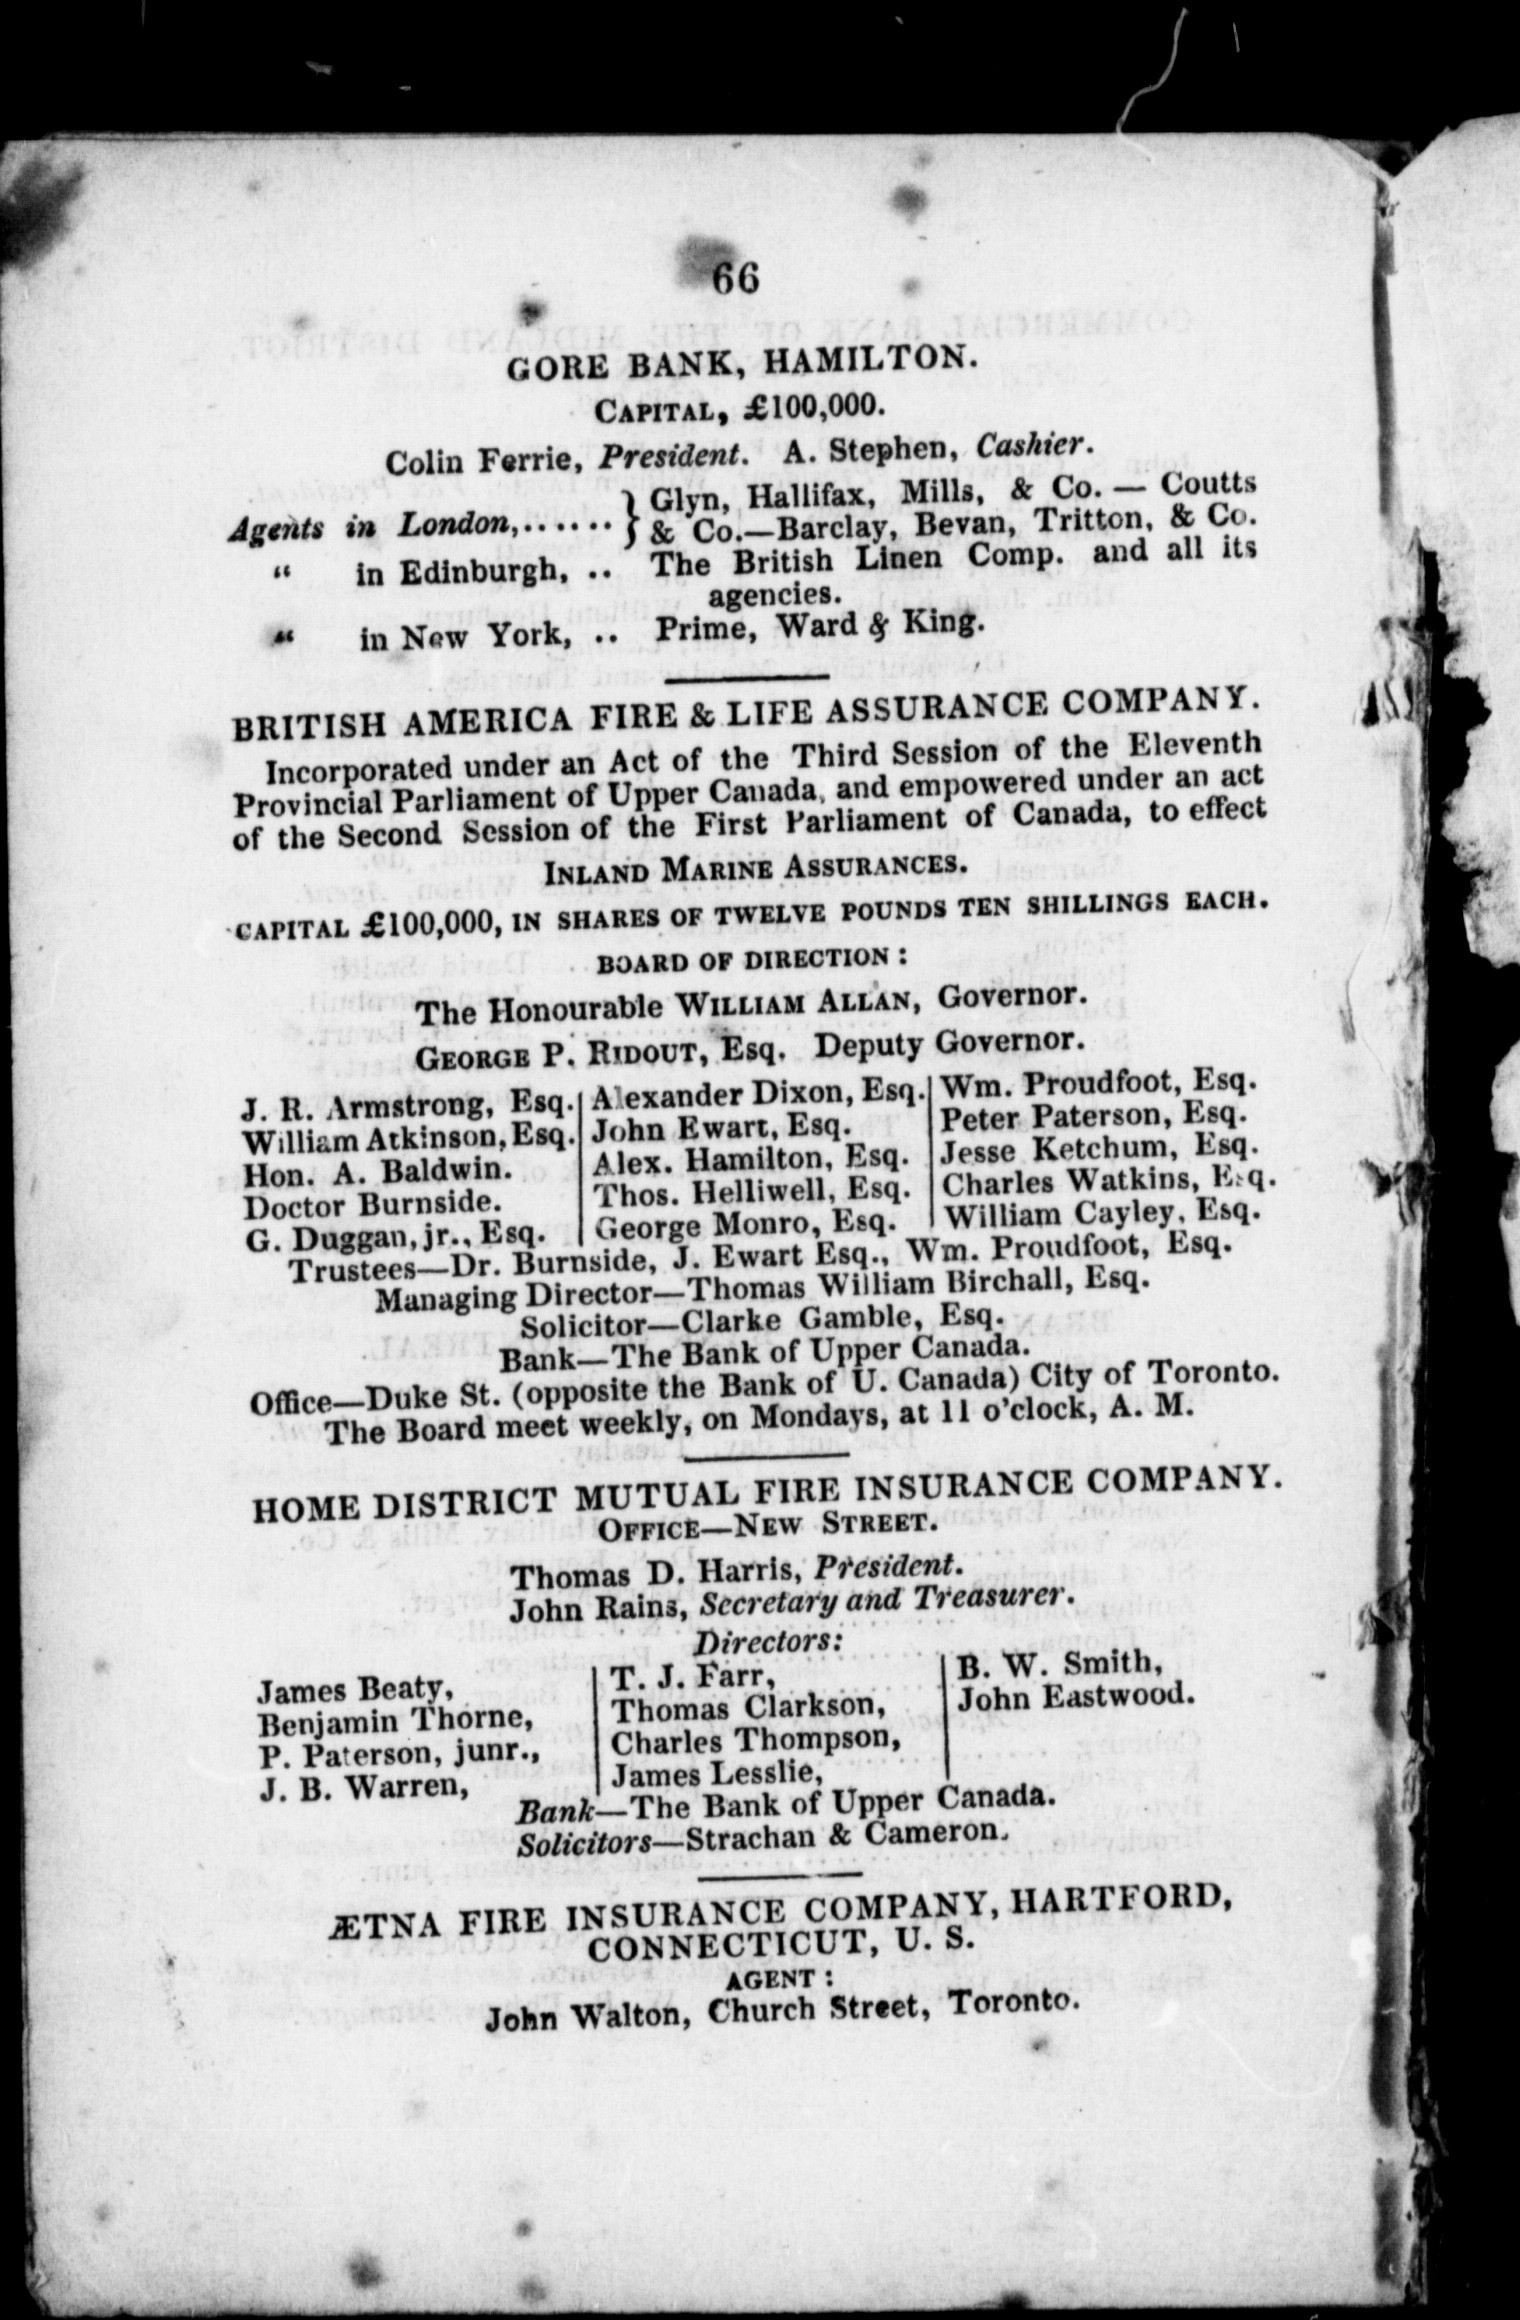 66
GORE BANK, HAMILTON.
CAPITAL, £100,000.
Colin Ferrie, President. A. Stephen, Cashier.
Agents in London,...... } Glyn, Hallifax, Mills, & Co. — Coutts
& Co.—Barclay, Bevan, Tritton, & Co.
“ in Edinburgh, .. The British Linen Comp. and all its
agencies.
“ in New York, .. Prime, Ward & King.
BRITISH AMERICA FIRE & LIFE ASSURANCE COMPANY.
Incorporated under an Act of the Third Session of the Eleventh
Provincial Parliament of Upper Canada, and empowered under an act
of the Second Session of the First Parliament of Canada, to effect
INLAND MARINE ASSURANCES.
CAPITAL £100,000, IN SHARES OF TWELVE POUNDS TEN SHILLINGS EACH.
BOARD OF DIRECTION :
The Honourable WILLIAM ALLAN, Governor.
GEORGE P. RIDOUT, Esq. Deputy Governor.
J. R. Armstrong, Esq. | Alexander Dixon, Esq. | Wm. Proudfoot, Esq.
William Atkinson, Esq. | John Ewart, Esq. | Peter Paterson, Esq.
Hon. A. Baldwin. | Alex. Hamilton, Esq. | Jesse Ketchum, Esq.
Doctor Burnside. | Thos. Helliwell, Esq. | Charles Watkins, Esq.
G. Duggan, jr., Esq. | George Monro, Esq. | William Cayley, Esq.
Trustees—Dr. Burnside, J. Ewart Esq., Wm. Proudfoot, Esq.
Managing Director—Thomas William Birchall, Esq.
Solicitor—Clarke Gamble, Esq.
Bank—The Bank of Upper Canada.
Office—Duke St. (opposite the Bank of U. Canada) City of Toronto.
The Board meet weekly, on Mondays, at 11 o’clock, A. M.
HOME DISTRICT MUTUAL FIRE INSURANCE COMPANY.
OFFICE—NEW STREET.
Thomas D. Harris, President.
John Rains, Secretary and Treasurer.
Directors:
James Beaty, | T. J. Farr, | B. W. Smith,
Benjamin Thorne, | Thomas Clarkson, | John Eastwood.
P. Paterson, junr., | Charles Thompson,
J. B. Warren, | James Lesslie,
Bank—The Bank of Upper Canada.
Solicitors—Strachan & Cameron.
ÆTNA FIRE INSURANCE COMPANY, HARTFORD,
CONNECTICUT, U. S.
AGENT :
John Walton, Church Street, Toronto.